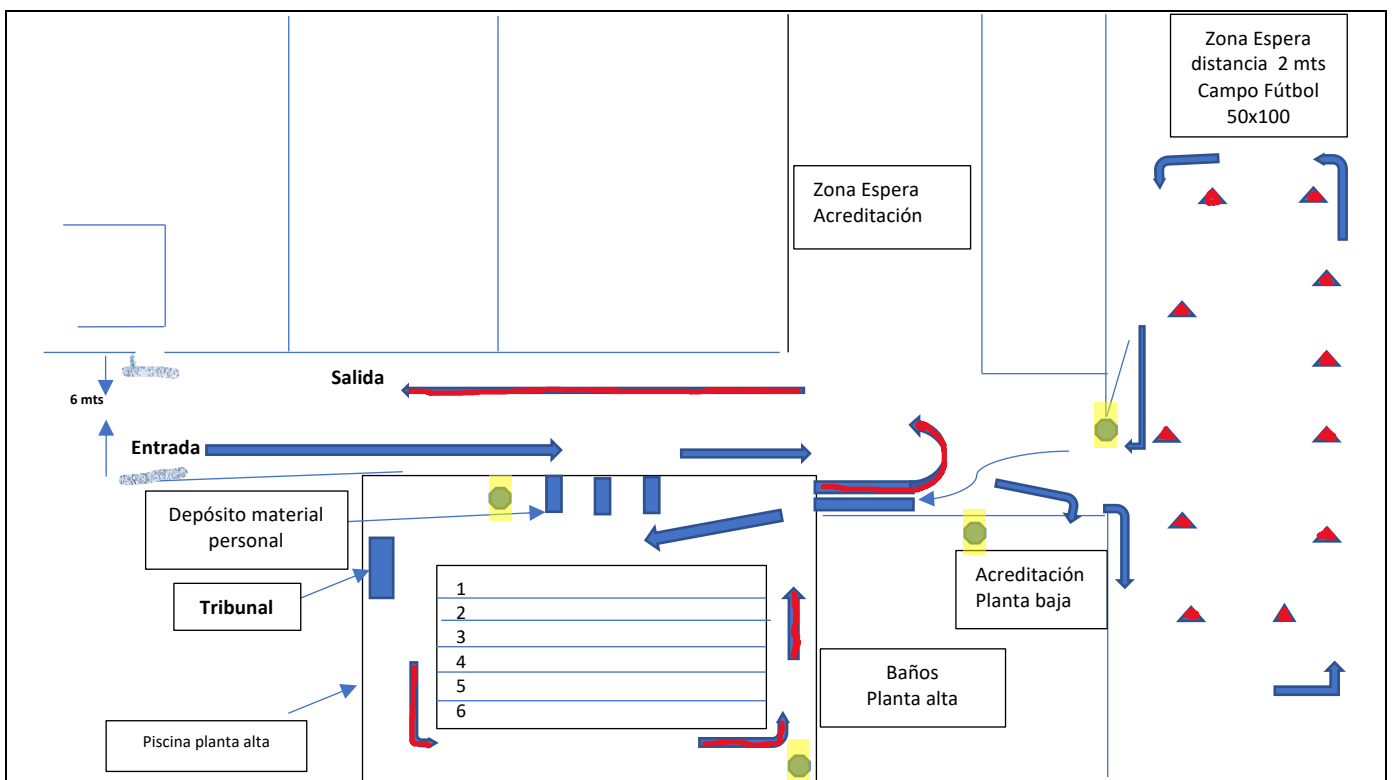 Zona Espera
distancia 2 mts
Campo Fútbol
50x100
Zona Espera
Acreditación
Salida
6 mts
Entrada
Depósito material
personal
Tribunal
1
2
3
4
5
6
Acreditación
Planta baja
Baños
Planta alta
Piscina planta alta